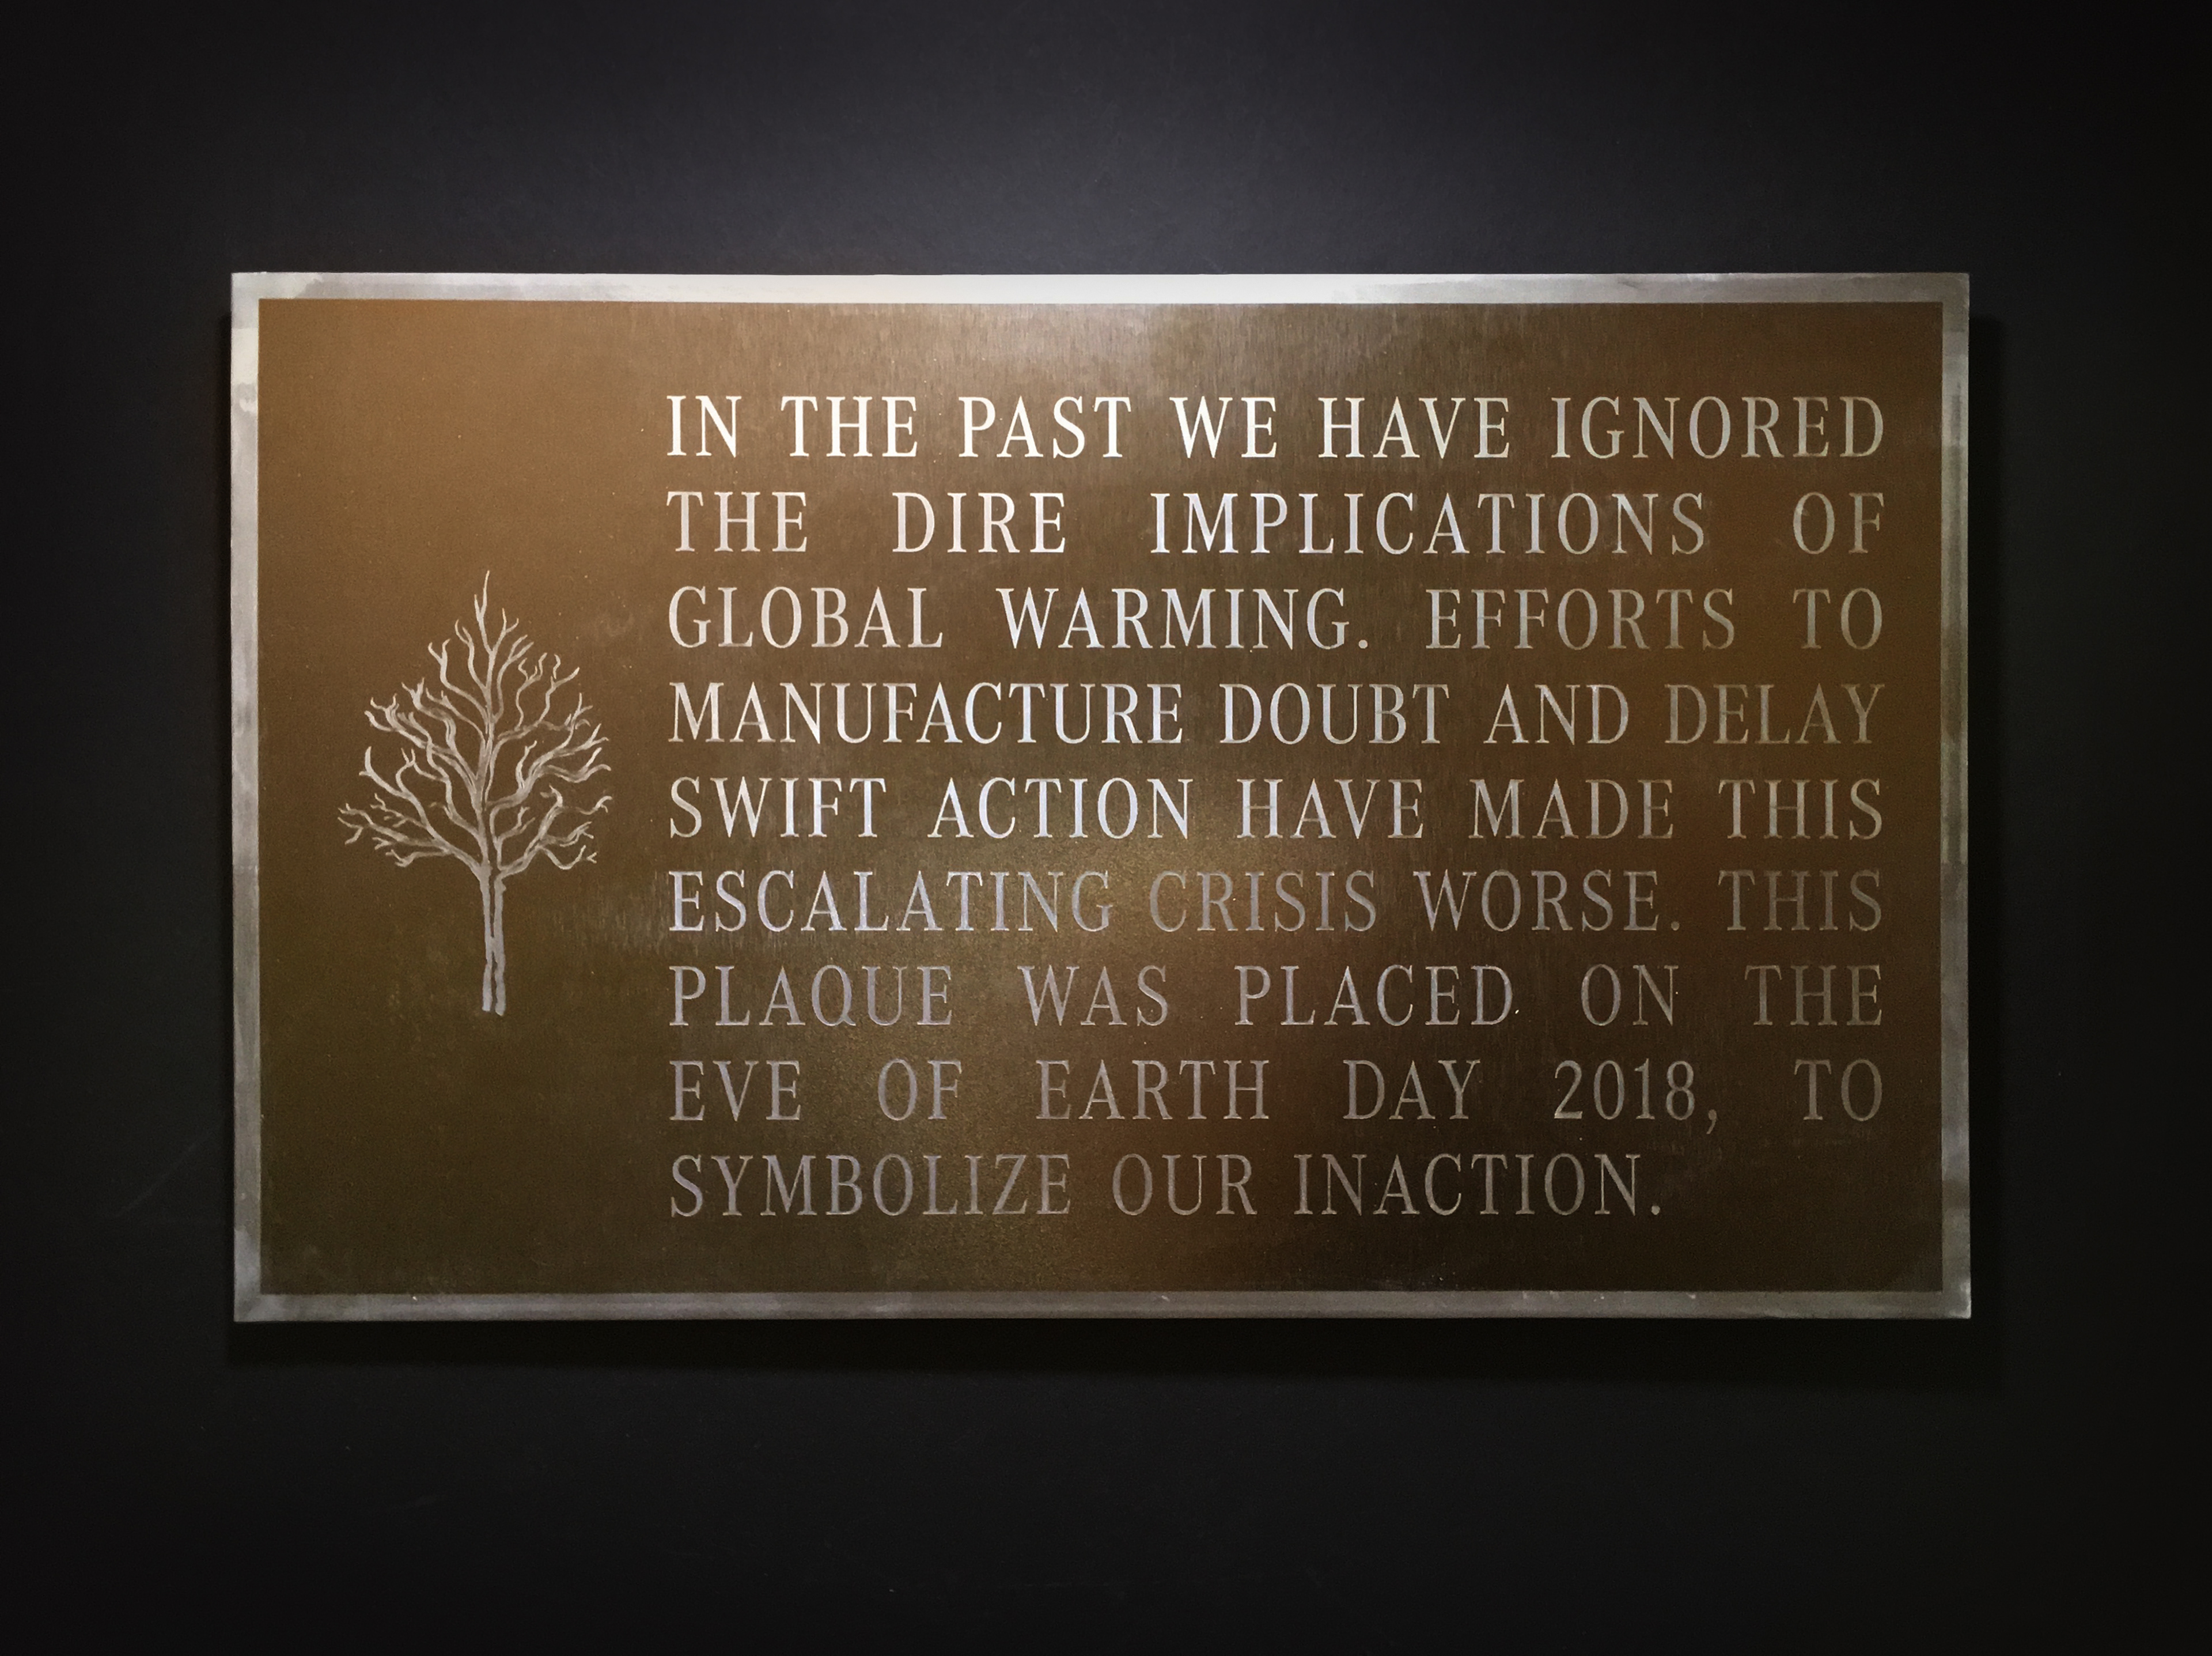 IN THE PAST WE HAVE IGNORED
THE DIRE IMPLICATIONS OF
GLOBAL WARMING. EFFORTS TO
MANUFACTURE DOUBT AND DELAY
SWIFT ACTION HAVE MADE THIS
ESCALATING CRISIS WORSE. THIS
PLAQUE WAS PLACED ON THE
EVE OF EARTH DAY 2018, TO
SYMBOLIZE OUR INACTION.